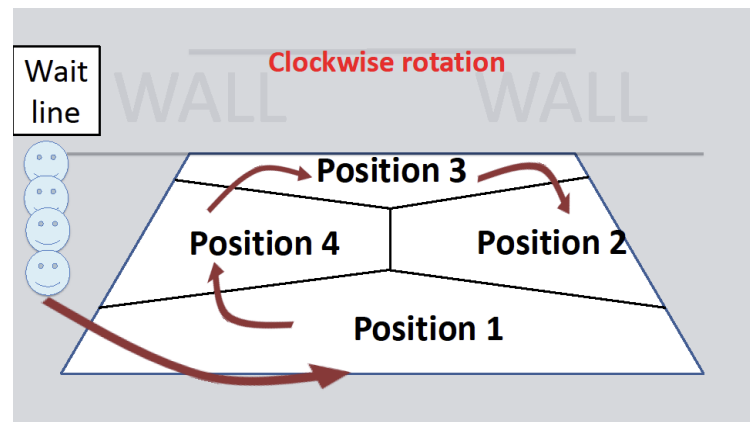 Wait
line
Clockwise rotation
WALL
WALL
Position 3
Position 4
Position 2
Position 1